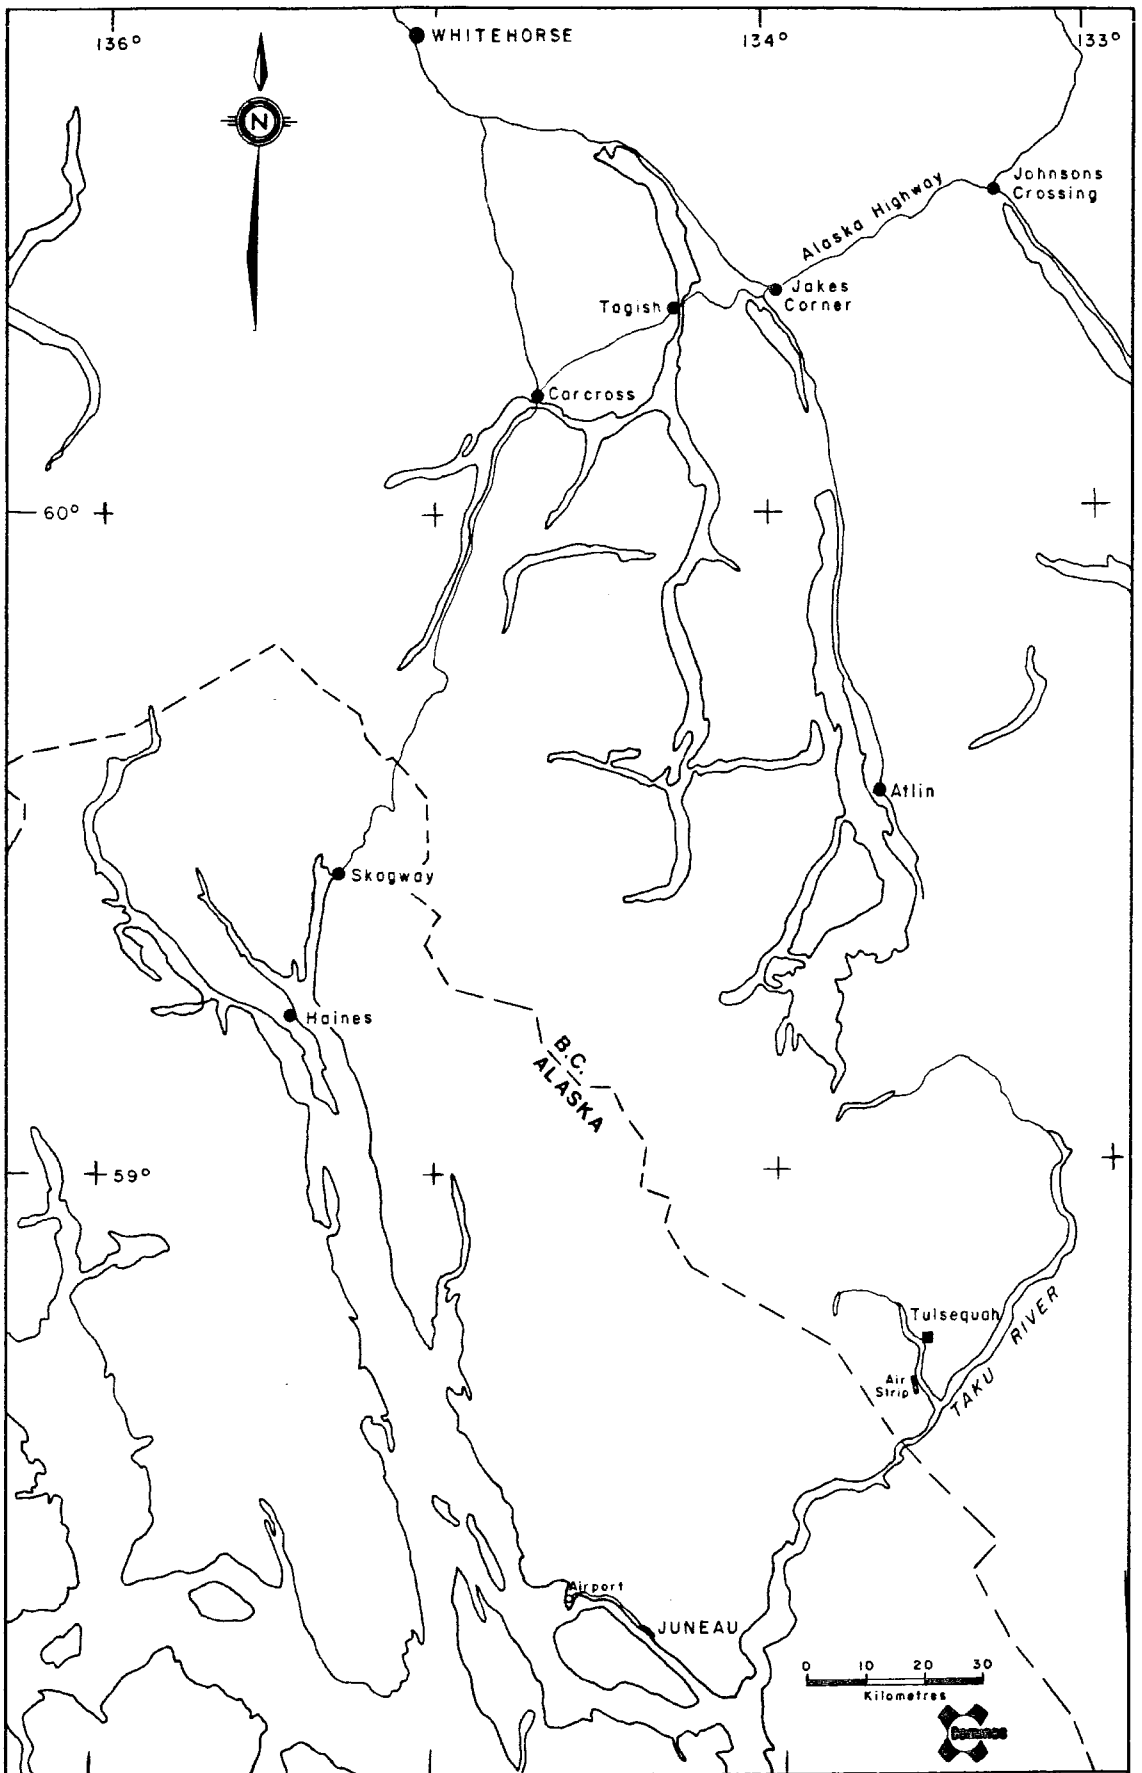 136°
WHITEHORSE
134°
133°
N
Johnsons
Crossing
Alaska Highway
Tagish
Jakes
Corner
Carcross
60°
Atlin
Skagway
Haines
B.C.
ALASKA
59°
Tulsequah
TAKU RIVER
Air
Strip
Airport
JUNEAU
0 10 20 30
Kilometres
Cominco